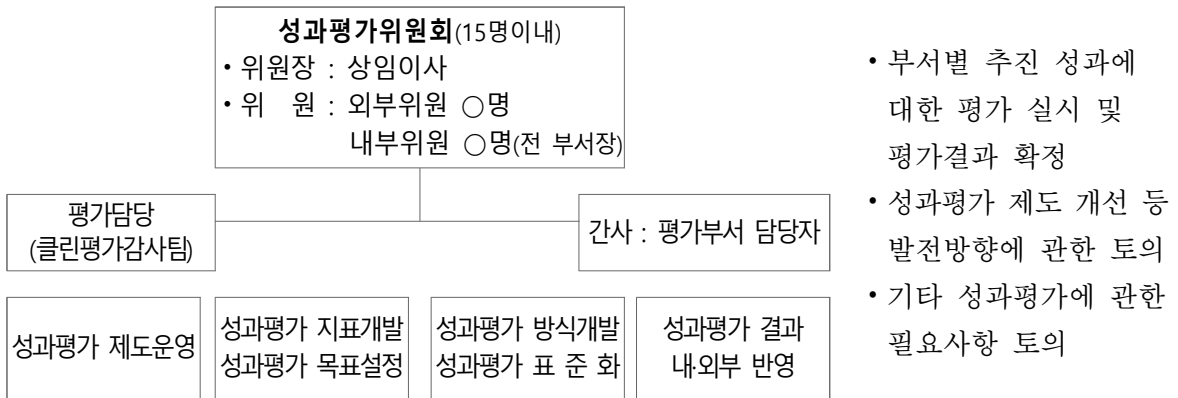 성과평가위원회(15명이내)
• 위원장 : 상임이사
• 위 원 : 외부위원 ○명
내부위원 ○명(전 부서장)
평가담당
(클린평가감사팀)
간사 : 평가부서 담당자
성과평가 제도운영
성과평가 지표개발
성과평가 목표설정
성과평가 방식개발
성과평가 표 준 화
성과평가 결과
내·외부 반영
• 부서별 추진 성과에
대한 평가 실시 및
평가결과 확정
• 성과평가 제도 개선 등
발전방향에 관한 토의
• 기타 성과평가에 관한
필요사항 토의